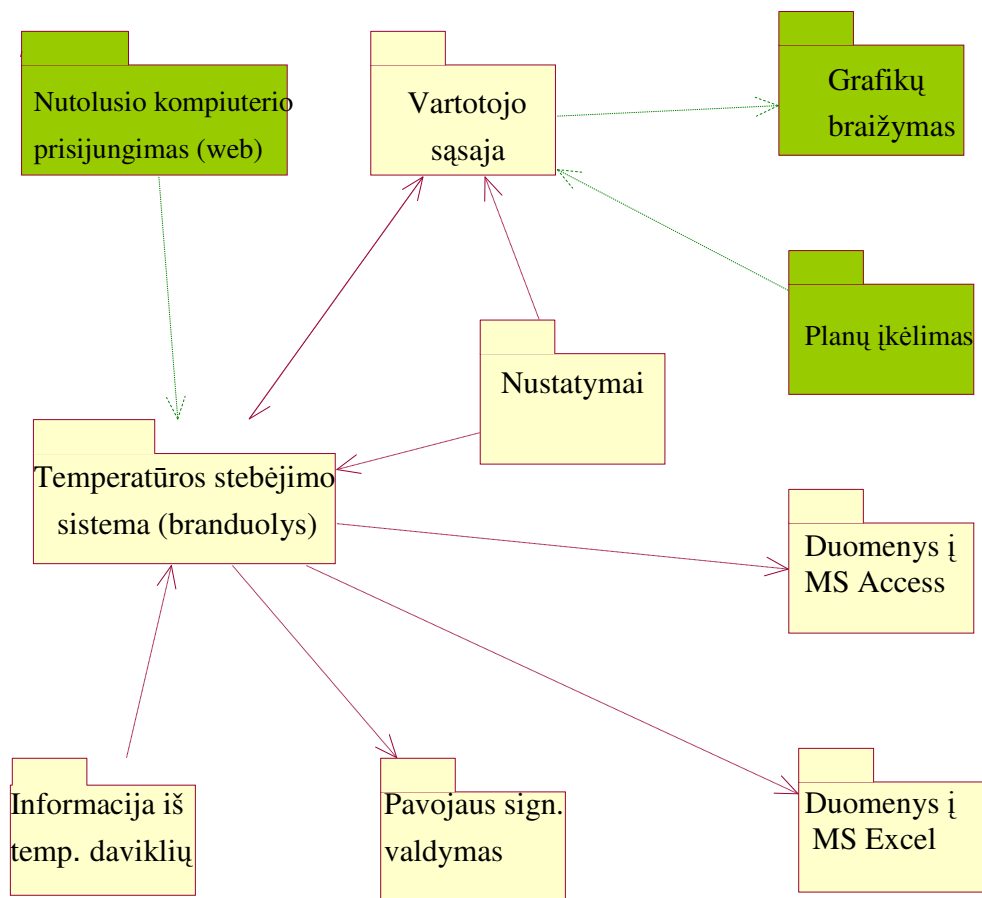 Nutolusio kompiuterio
prisijungimas (web)
Vartotojo
sąsaja
Grafikų
braižymas
Planų įkėlimas
Nustatymai
Temperatūros stebėjimo
sistema (branduolys)
Duomenys į
MS Access
Informacija iš
temp. daviklių
Pavojaus sign.
valdymas
Duomenys į
MS Excel